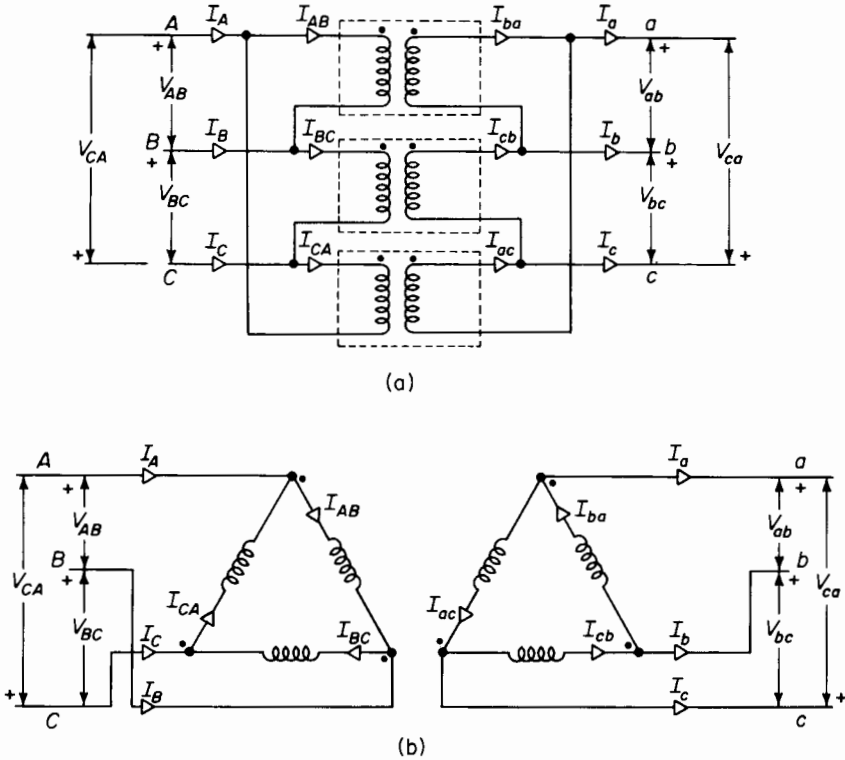 A I_A I_AB I_ba I_a a
+ +
V_AB V_ab
V_CA B I_B I_BC I_cb I_b b V_ca
+ +
V_BC V_bc
+ C I_C I_CA I_ac I_c c +
(a)
A I_A I_a a
+ I_AB I_ba +
V_AB V_ab
B b
V_CA + + V_ca
I_CA I_ac
V_BC I_C I_BC I_cb I_b V_bc
+ I_B I_c +
C c
(b)